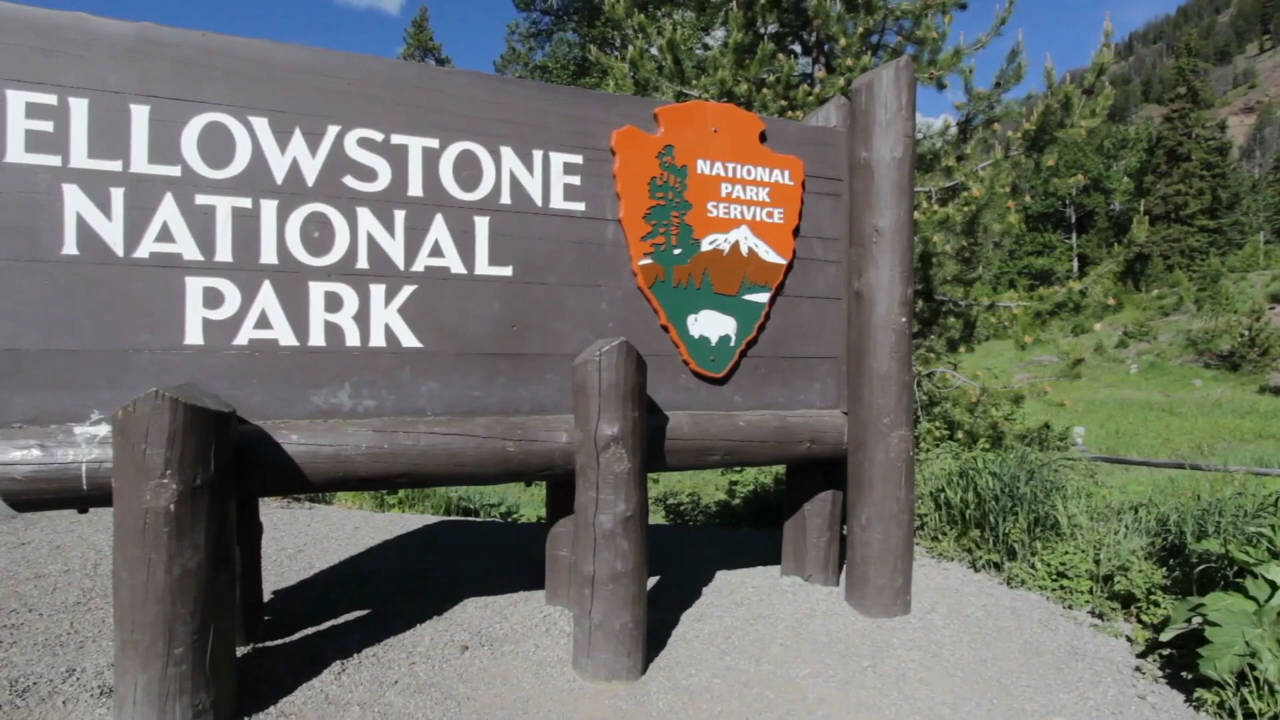 ELLOWSTONE
NATIONAL
PARK
NATIONAL
PARK
SERVICE